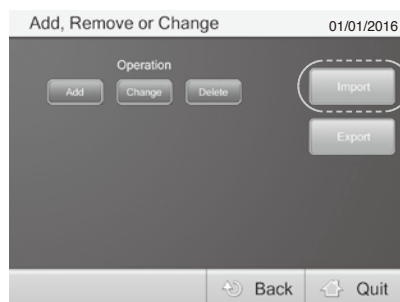 Add, Remove or Change 01/01/2016
Operation
Add Change Delete Import
Export
Back Quit